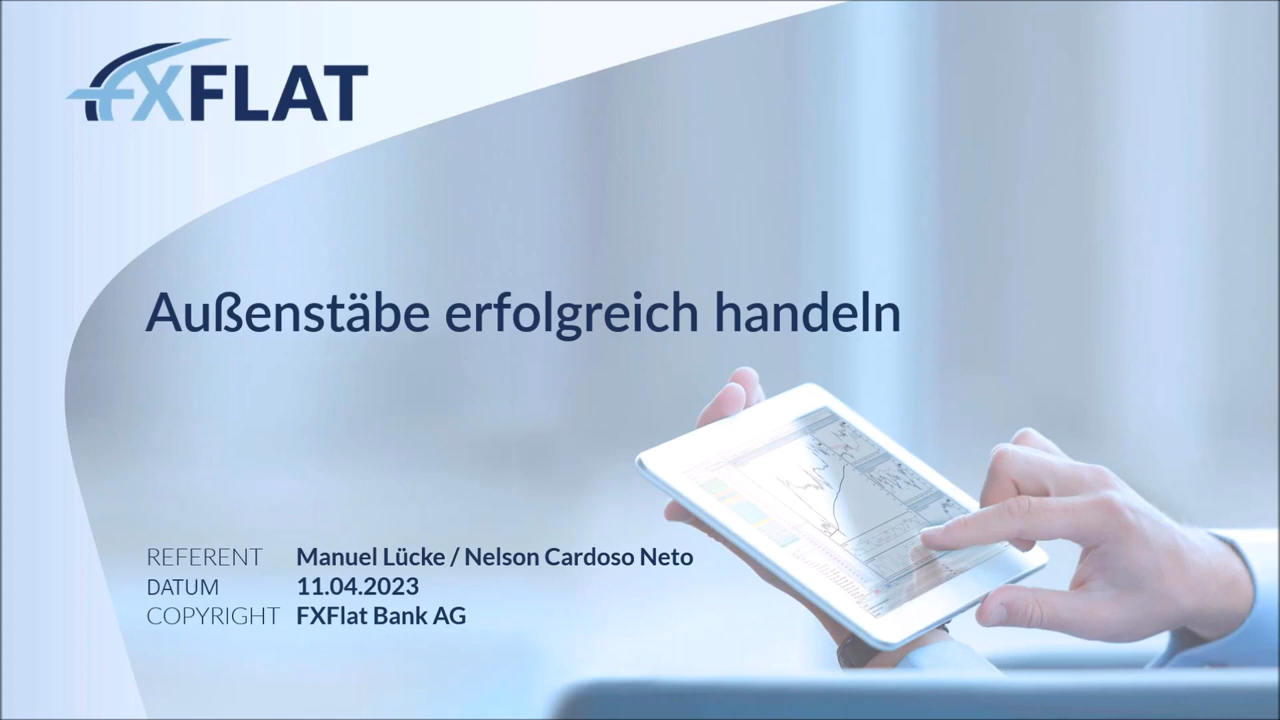 FXFLAT
Außenstäbe erfolgreich handeln
REFERENT Manuel Lücke / Nelson Cardoso Neto
DATUM 11.04.2023
COPYRIGHT FXFlat Bank AG